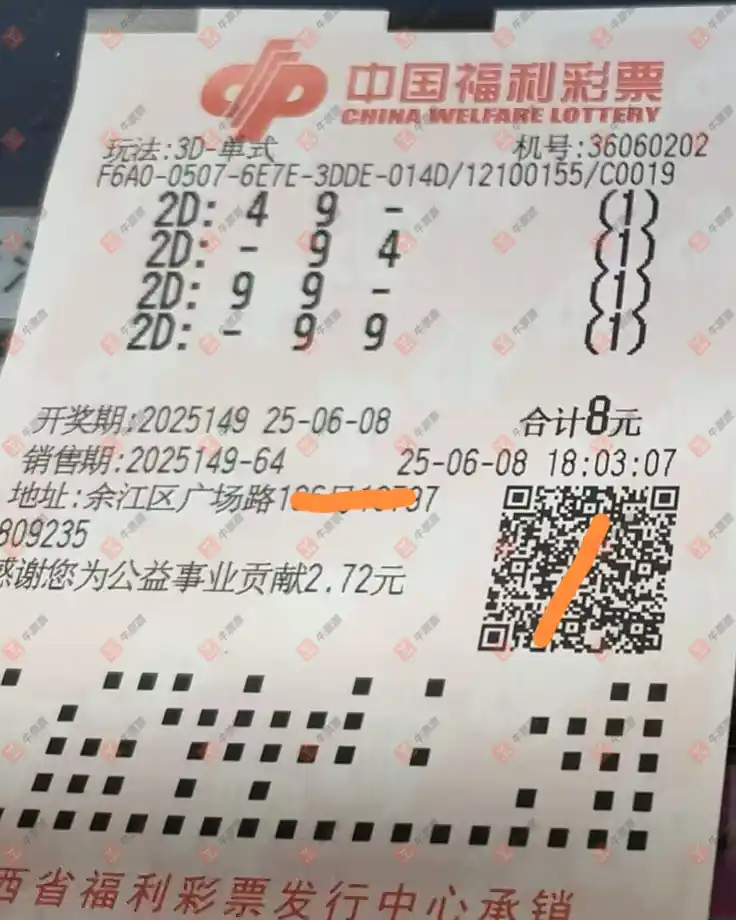 中国福利彩票
CHINA WELFARE LOTTERY
玩法:3D-单式 机号:36060202
F6A0-0507-6E7E-3DDE-014D/12100155/C0019
2D: 4 9 - (1)
2D: - 9 4 (1)
2D: 9 9 - (1)
2D: - 9 9 (1)
开奖期:2025149 25-06-08 合计8元
销售期:2025149-64 25-06-08 18:03:07
地址:余江区广场路1
809235
感谢您为公益事业贡献2.72元
西省福利彩票发行中心承销